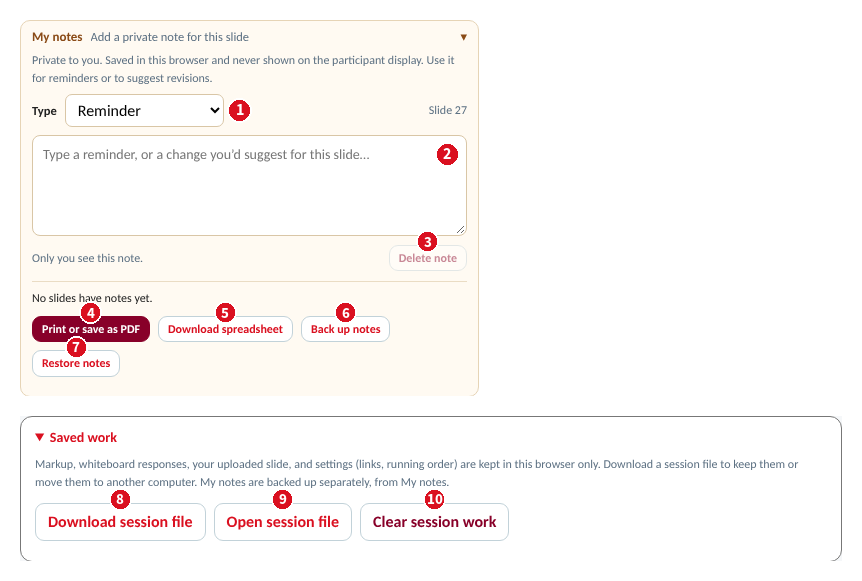 My notes Add a private note for this slide ▼
Private to you. Saved in this browser and never shown on the participant display. Use it
for reminders or to suggest revisions.
Type Reminder 1 Slide 27
Type a reminder, or a change you’d suggest for this slide... 2
3
Only you see this note. Delete note
No slides have notes yet.
4 5 6
Print or save as PDF Download spreadsheet Back up notes
7
Restore notes
▼ Saved work
Markup, whiteboard responses, your uploaded slide, and settings (links, running order) are kept in this browser only. Download a session file to keep them or
move them to another computer. My notes are backed up separately, from My notes.
8 9 10
Download session file Open session file Clear session work